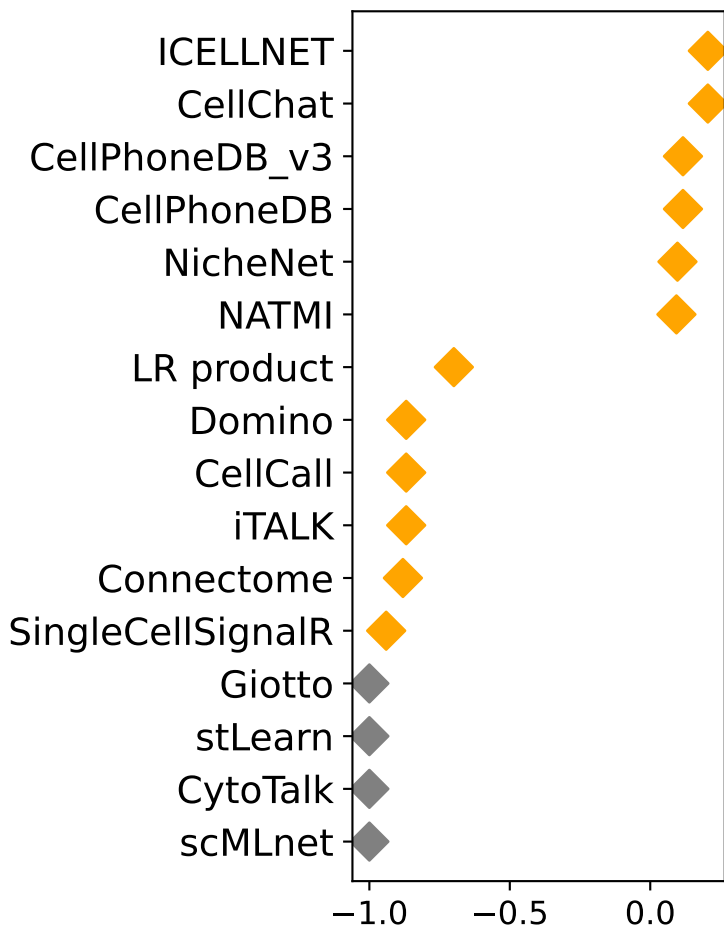 ICELLNET
CellChat
CellPhoneDB_v3
CellPhoneDB
NicheNet
NATMI
LR product
Domino
CellCall
iTALK
Connectome
SingleCellSignalR
Giotto
stLearn
CytoTalk
scMLnet
−1.0 −0.5 0.0